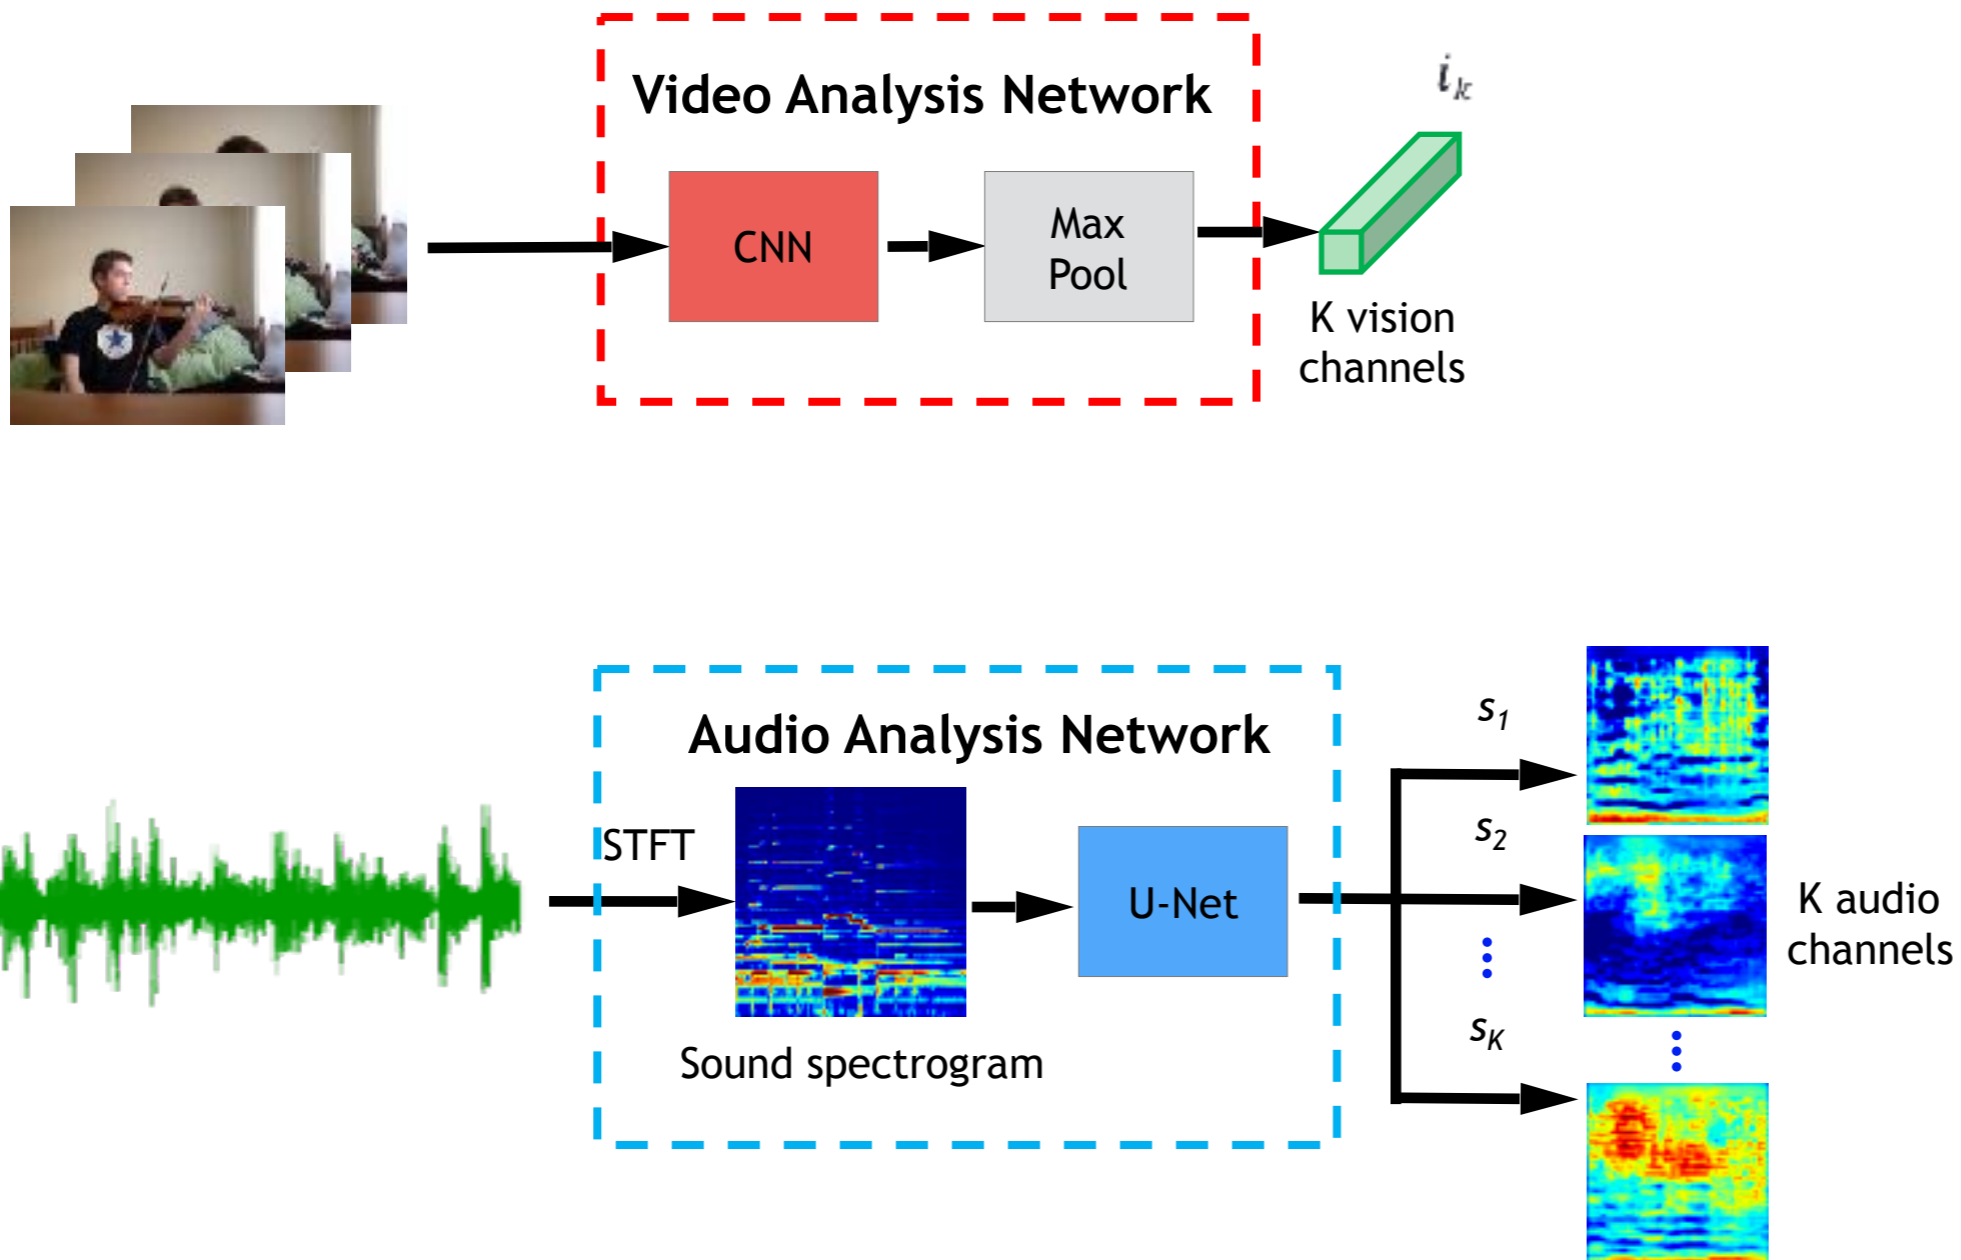 Video Analysis Network
i_k
CNN
Max
Pool
K vision
channels
Audio Analysis Network
s_1
STFT
s_2
U-Net
K audio
channels
s_K
Sound spectrogram